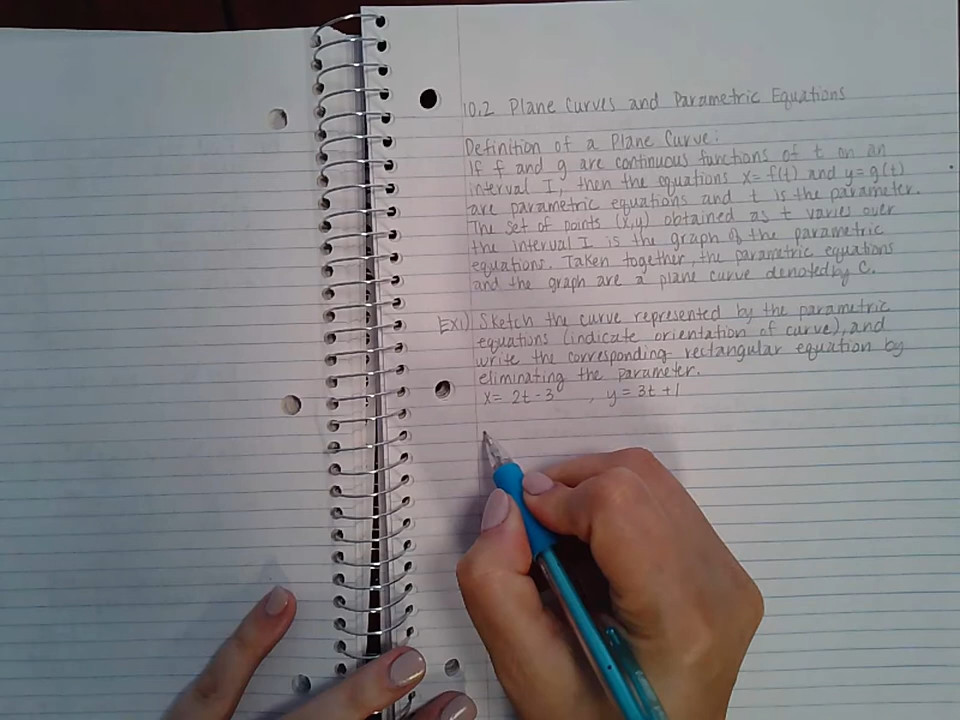 10.2 Plane Curves and Parametric Equations
Definition of a Plane Curve:
If f and g are continuous functions of t on an
interval I, then the equations x=f(t) and y=g(t)
are parametric equations and t is the parameter.
The set of points (x,y) obtained as t varies over
the interval I is the graph of the parametric
equations. Taken together, the parametric equations
and the graph are a plane curve denoted by C.
EX1) Sketch the curve represented by the parametric
equations (indicate orientation of curve), and
write the corresponding rectangular equation by
eliminating the parameter.
x= 2t-3 , y=3t+1